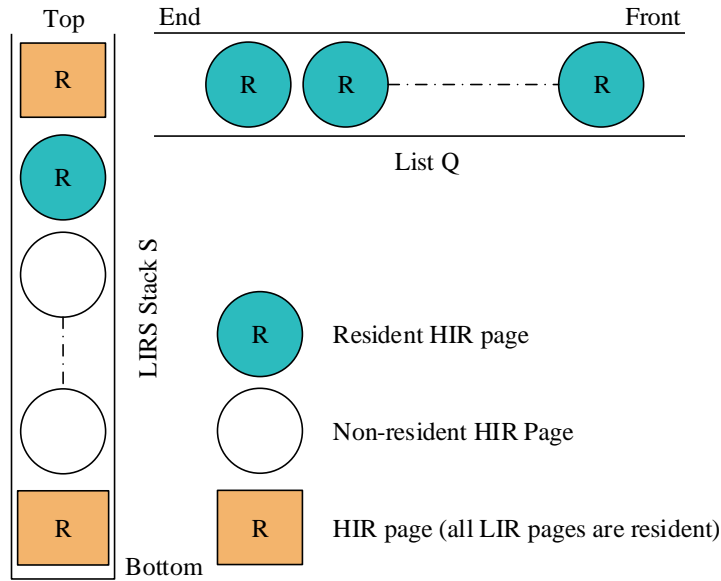 Top
End
Front
R
R
R
R
R
List Q
LIRS Stack S
R
Resident HIR page
Non-resident HIR Page
R
R
HIR page (all LIR pages are resident)
Bottom